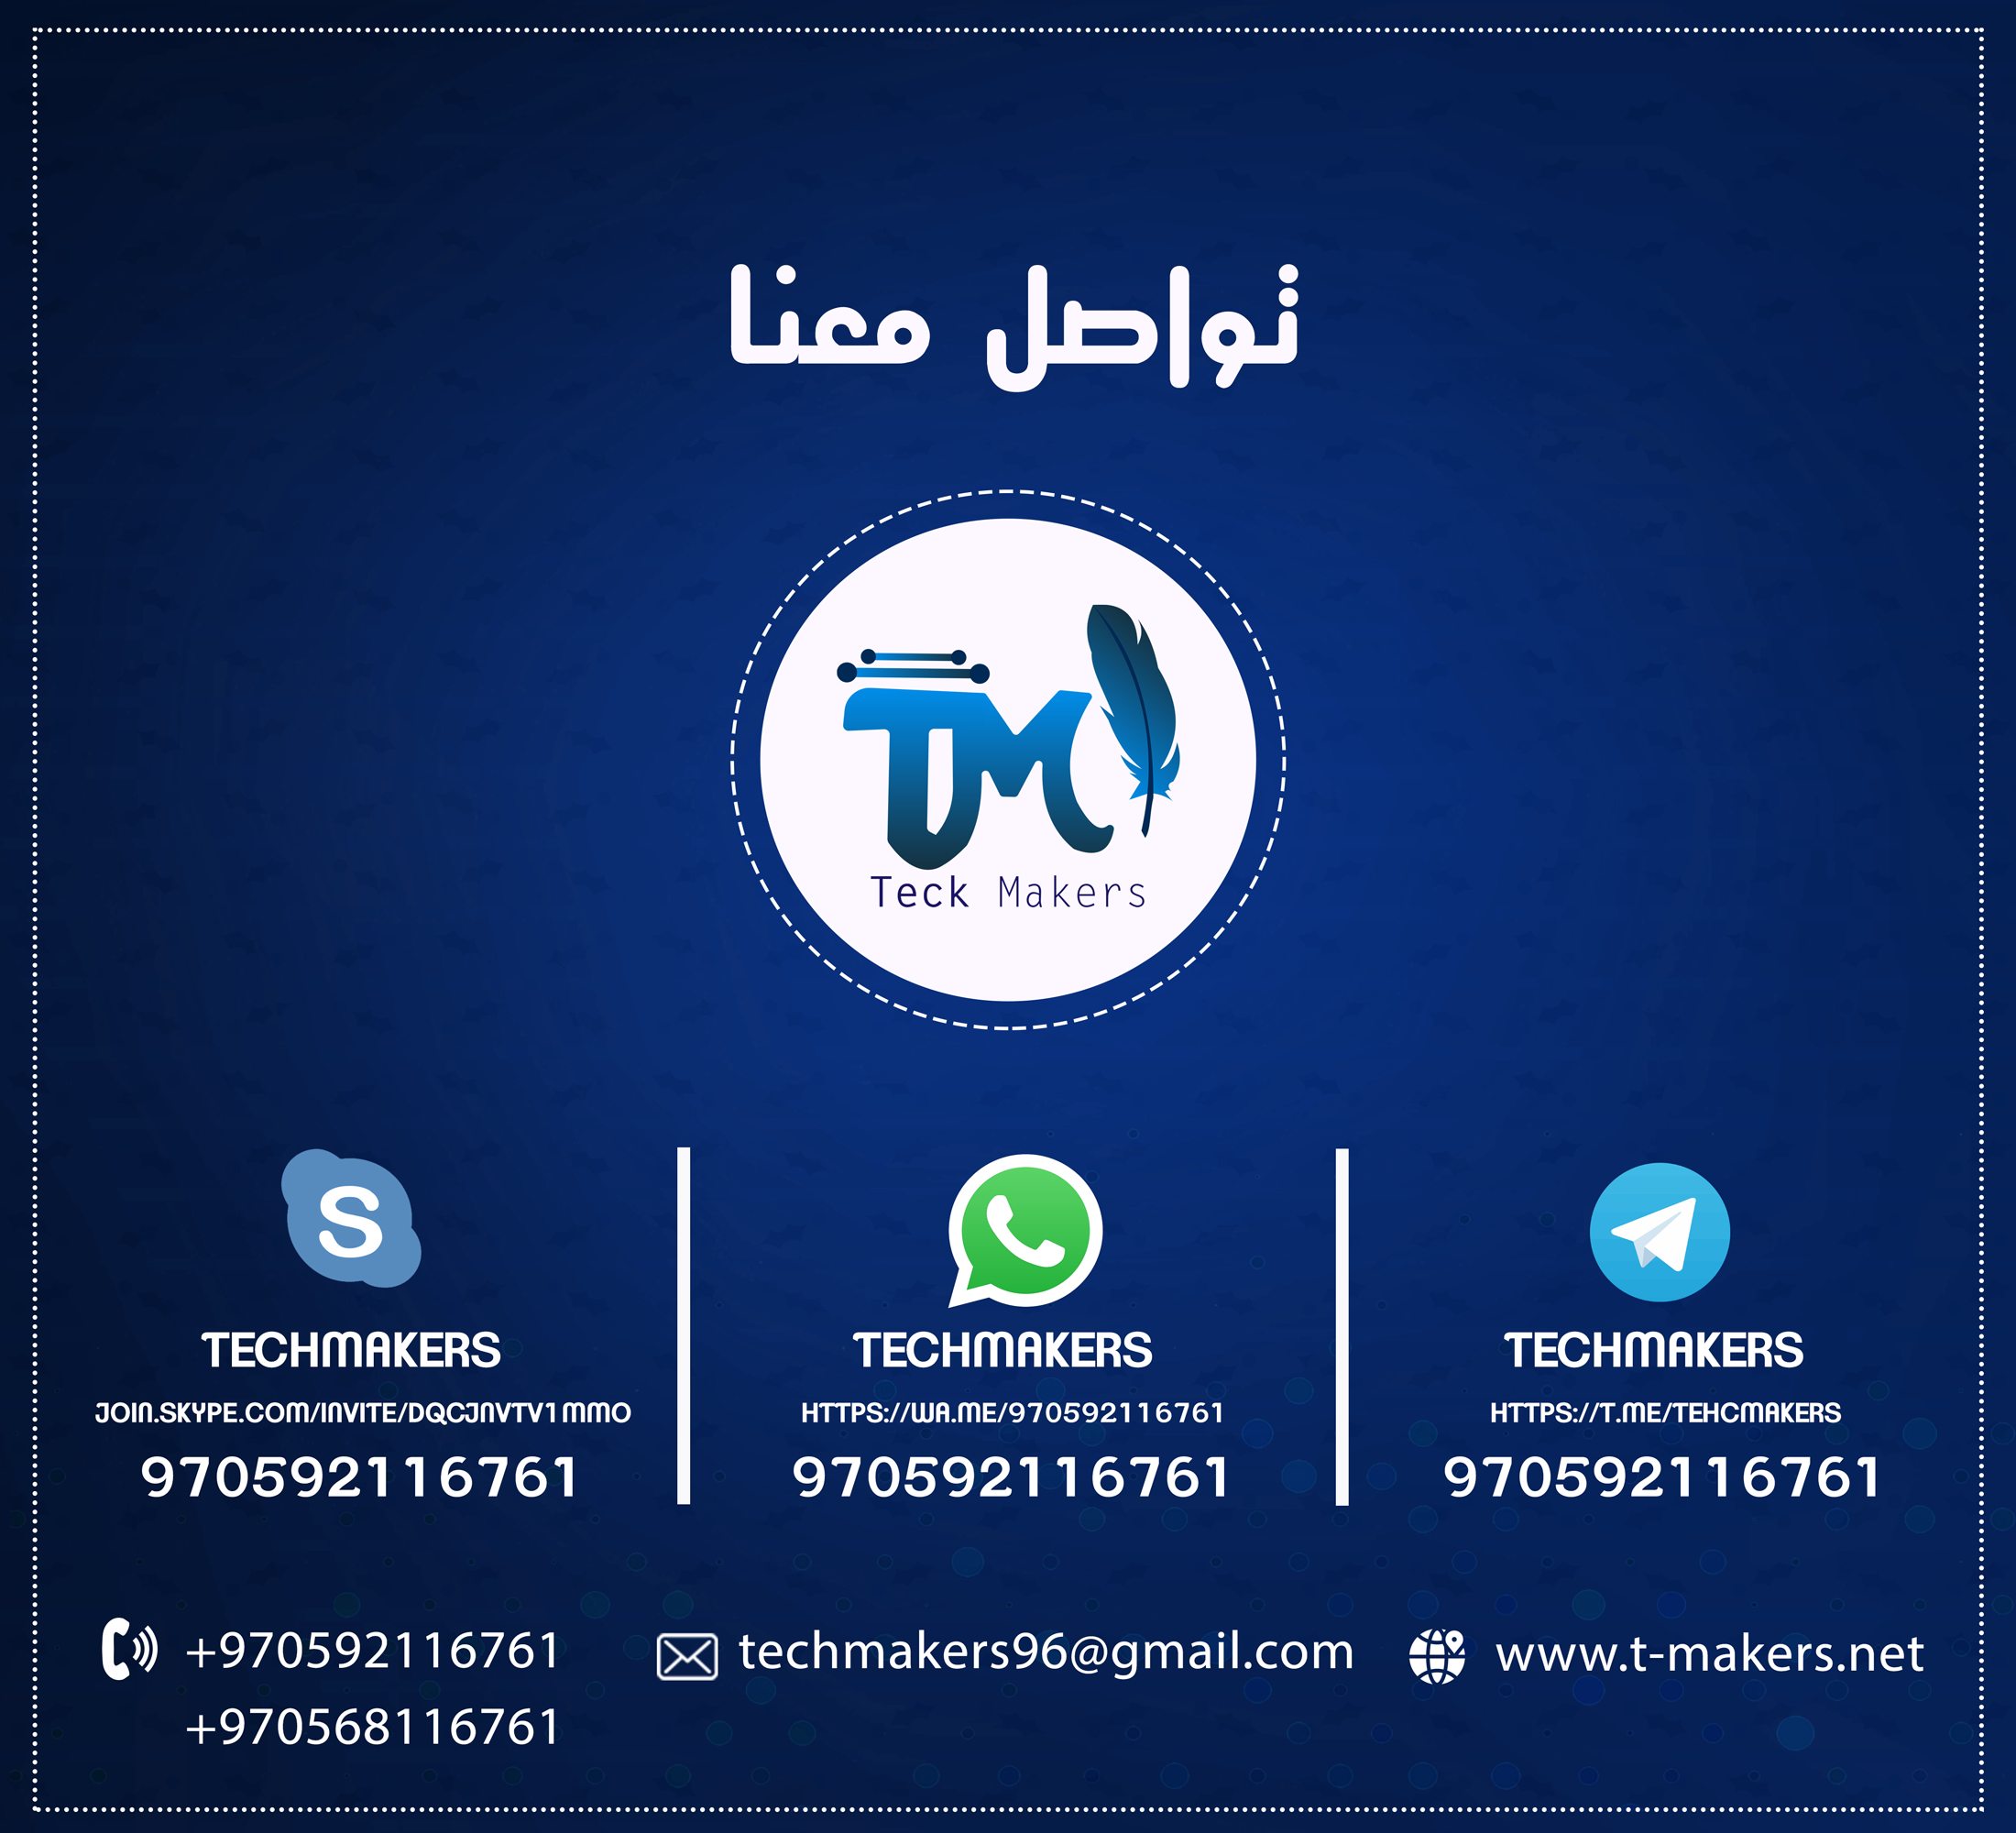 تواصل معنا
TM
Teck Makers
TECHMAKERS
JOIN.SKYPE.COM/INVITE/DQCJNVTV1MMO
970592116761
TECHMAKERS
HTTPS://WA.ME/970592116761
970592116761
TECHMAKERS
HTTPS://T.ME/TEHCMAKERS
970592116761
+970592116761
+970568116761
techmakers96@gmail.com
www.t-makers.net